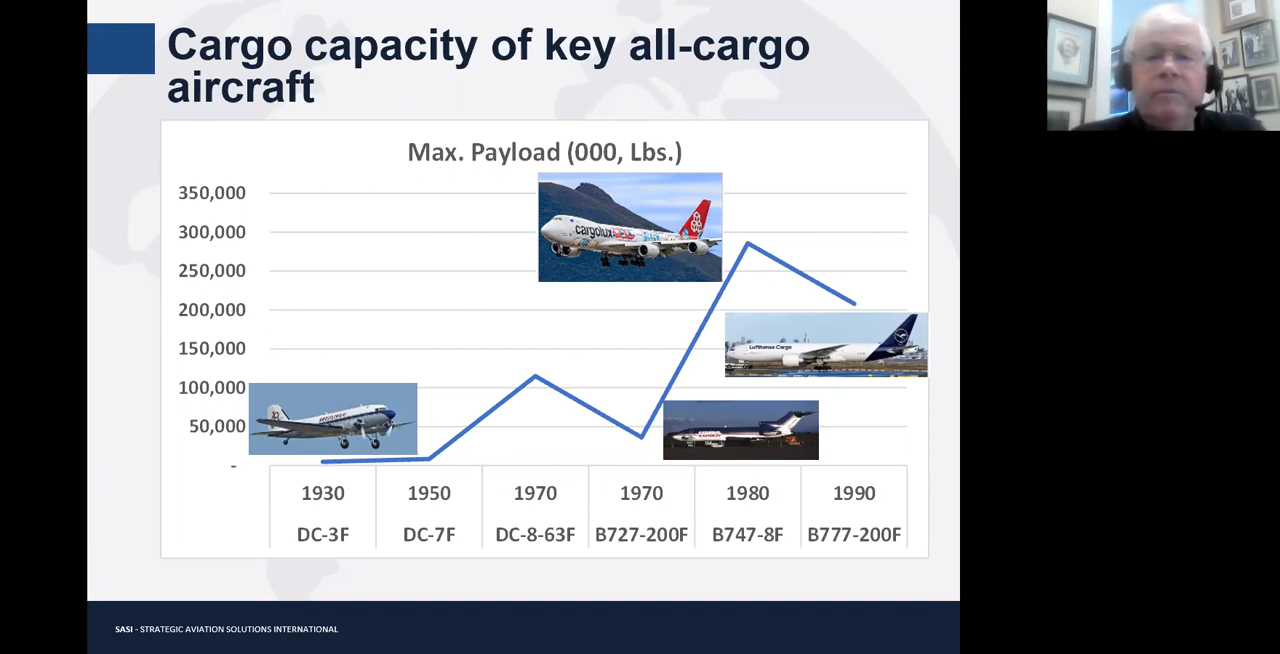 Cargo capacity of key all-cargo
aircraft
Max. Payload (000, Lbs.)
350,000
300,000
250,000
200,000
150,000
100,000
50,000
-
cargolux
Lufthansa Cargo
1930 1950 1970 1970 1980 1990
DC-3F DC-7F DC-8-63F B727-200F B747-8F B777-200F
SASI - STRATEGIC AVIATION SOLUTIONS INTERNATIONAL